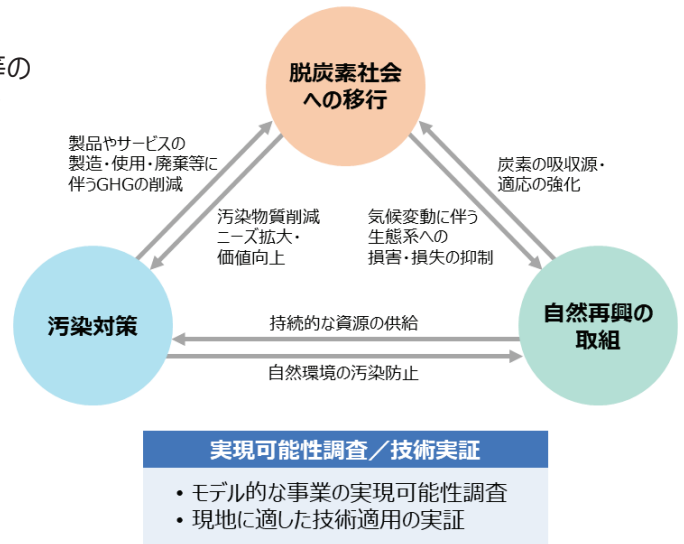 等の
脱炭素社会
への移行
製品やサービスの
製造・使用・廃棄等に
伴うGHGの削減
炭素の吸収源・
適応の強化
汚染物質削減
ニーズ拡大・
価値向上
気候変動に伴う
生態系への
損害・損失の抑制
汚染対策
持続的な資源の供給
自然環境の汚染防止
自然再興の
取組
実現可能性調査／技術実証
• モデル的な事業の実現可能性調査
• 現地に適した技術適用の実証